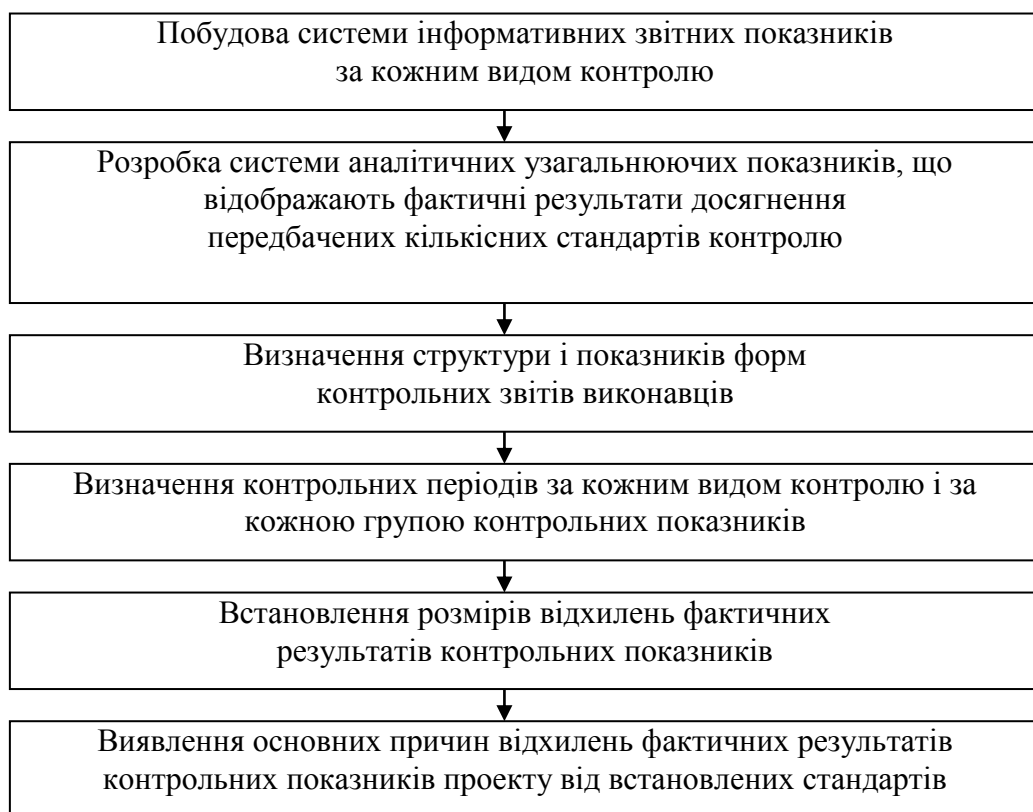 Побудова системи інформативних звітних показників
за кожним видом контролю
Розробка системи аналітичних узагальнюючих показників, що
відображають фактичні результати досягнення
передбачених кількісних стандартів контролю
Визначення структури і показників форм
контрольних звітів виконавців
Визначення контрольних періодів за кожним видом контролю і за
кожною групою контрольних показників
Встановлення розмірів відхилень фактичних
результатів контрольних показників
Виявлення основних причин відхилень фактичних результатів
контрольних показників проекту від встановлених стандартів